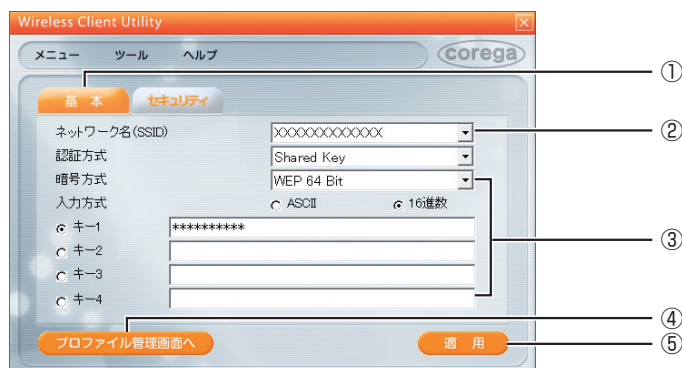 Wireless Client Utility
メニュー ツール ヘルプ corega
①
基 本 セキュリティ
ネットワーク名(SSID) XXXXXXXXXXXX ②
認証方式 Shared Key
暗号方式 WEP 64 Bit
入力方式 ASCII 16進数
キー1 **********
③
キー2
キー3
キー4
④
プロファイル管理画面へ 適 用 ⑤